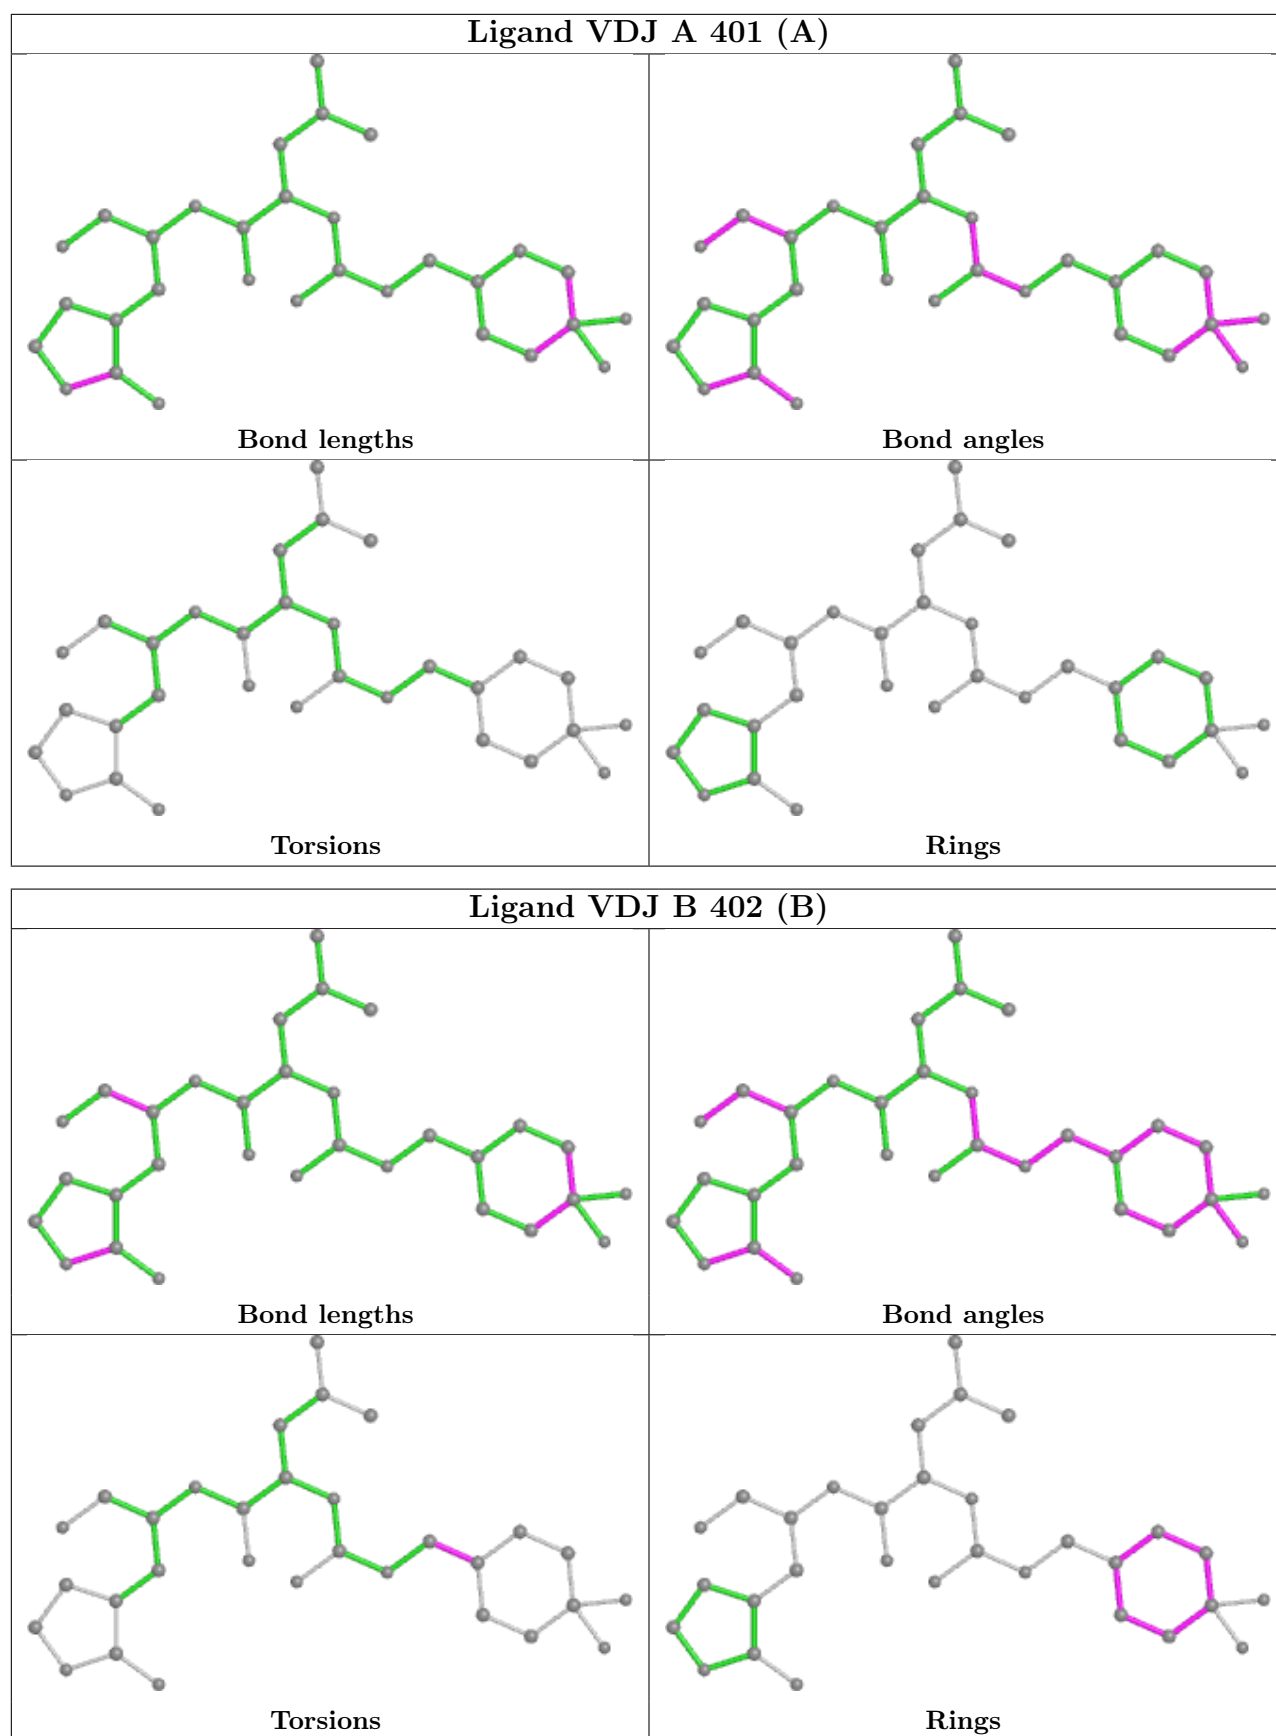 Ligand VDJ A 401 (A)
Bond lengths
Bond angles
Torsions
Rings
Ligand VDJ B 402 (B)
Bond lengths
Bond angles
Torsions
Rings